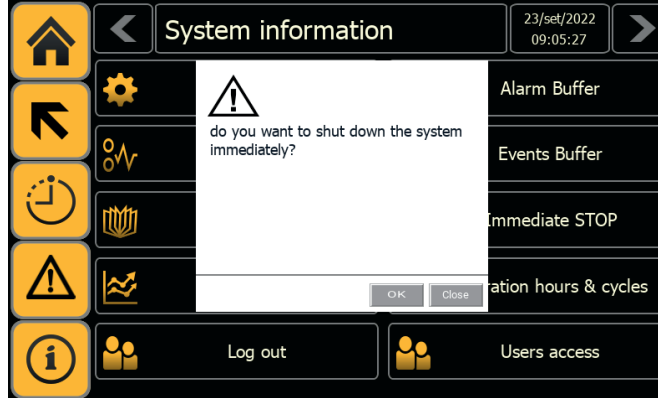 System information
23/set/2022
09:05:27
Alarm Buffer
do you want to shut down the system
immediately?
Events Buffer
Immediate STOP
ration hours & cycles
OK
Close
Log out
Users access